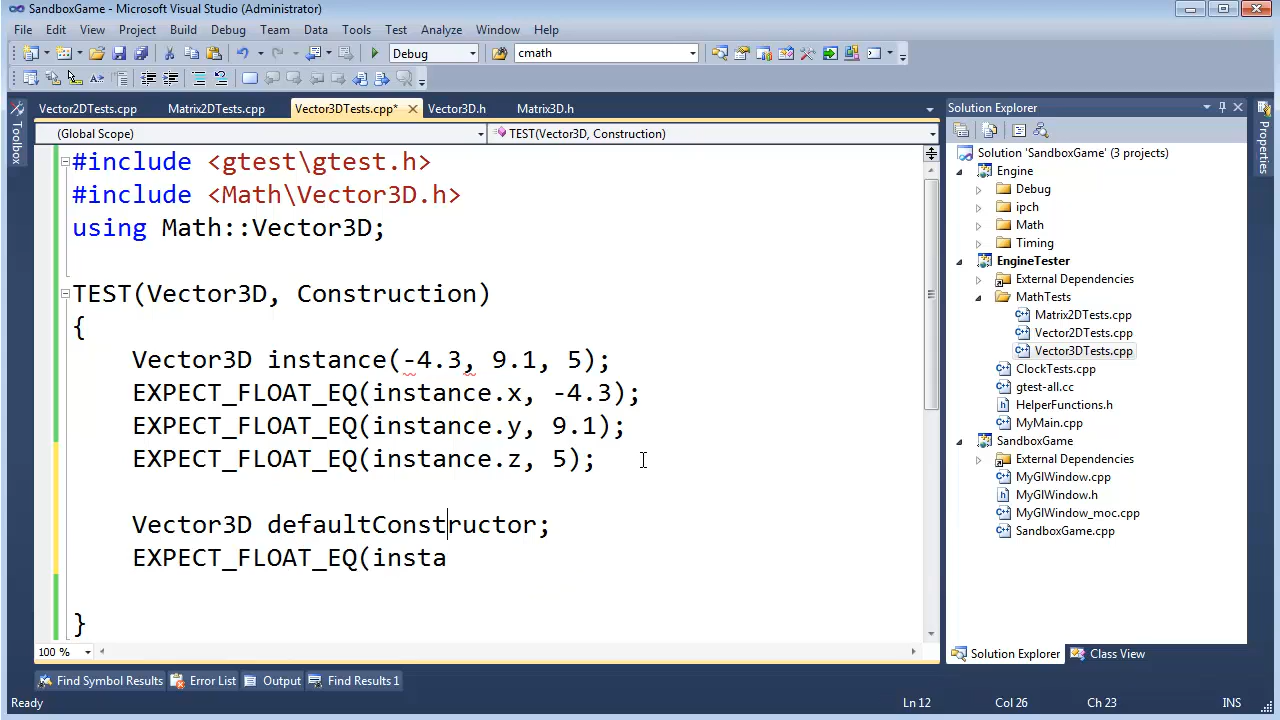 SandboxGame - Microsoft Visual Studio (Administrator)
File Edit View Project Build Debug Team Data Tools Test Analyze Window Help
Debug cmath
Vector2DTests.cpp Matrix2DTests.cpp Vector3DTests.cpp* Vector3D.h Matrix3D.h
(Global Scope) TEST(Vector3D, Construction)
#include <gtest\gtest.h>
#include <Math\Vector3D.h>
using Math::Vector3D;
TEST(Vector3D, Construction)
{
Vector3D instance(-4.3, 9.1, 5);
EXPECT_FLOAT_EQ(instance.x, -4.3);
EXPECT_FLOAT_EQ(instance.y, 9.1);
EXPECT_FLOAT_EQ(instance.z, 5);
Vector3D defaultConstructor;
EXPECT_FLOAT_EQ(insta
}
100 %
Toolbox
Solution Explorer
Solution 'SandboxGame' (3 projects)
Engine
Debug
ipch
Math
Timing
EngineTester
External Dependencies
MathTests
Matrix2DTests.cpp
Vector2DTests.cpp
Vector3DTests.cpp
ClockTests.cpp
gtest-all.cc
HelperFunctions.h
MyMain.cpp
SandboxGame
External Dependencies
MyGlWindow.cpp
MyGlWindow.h
MyGlWindow_moc.cpp
SandboxGame.cpp
Solution Explorer Class View
Properties
Find Symbol Results Error List Output Find Results 1
Ready Ln 12 Col 26 Ch 23 INS